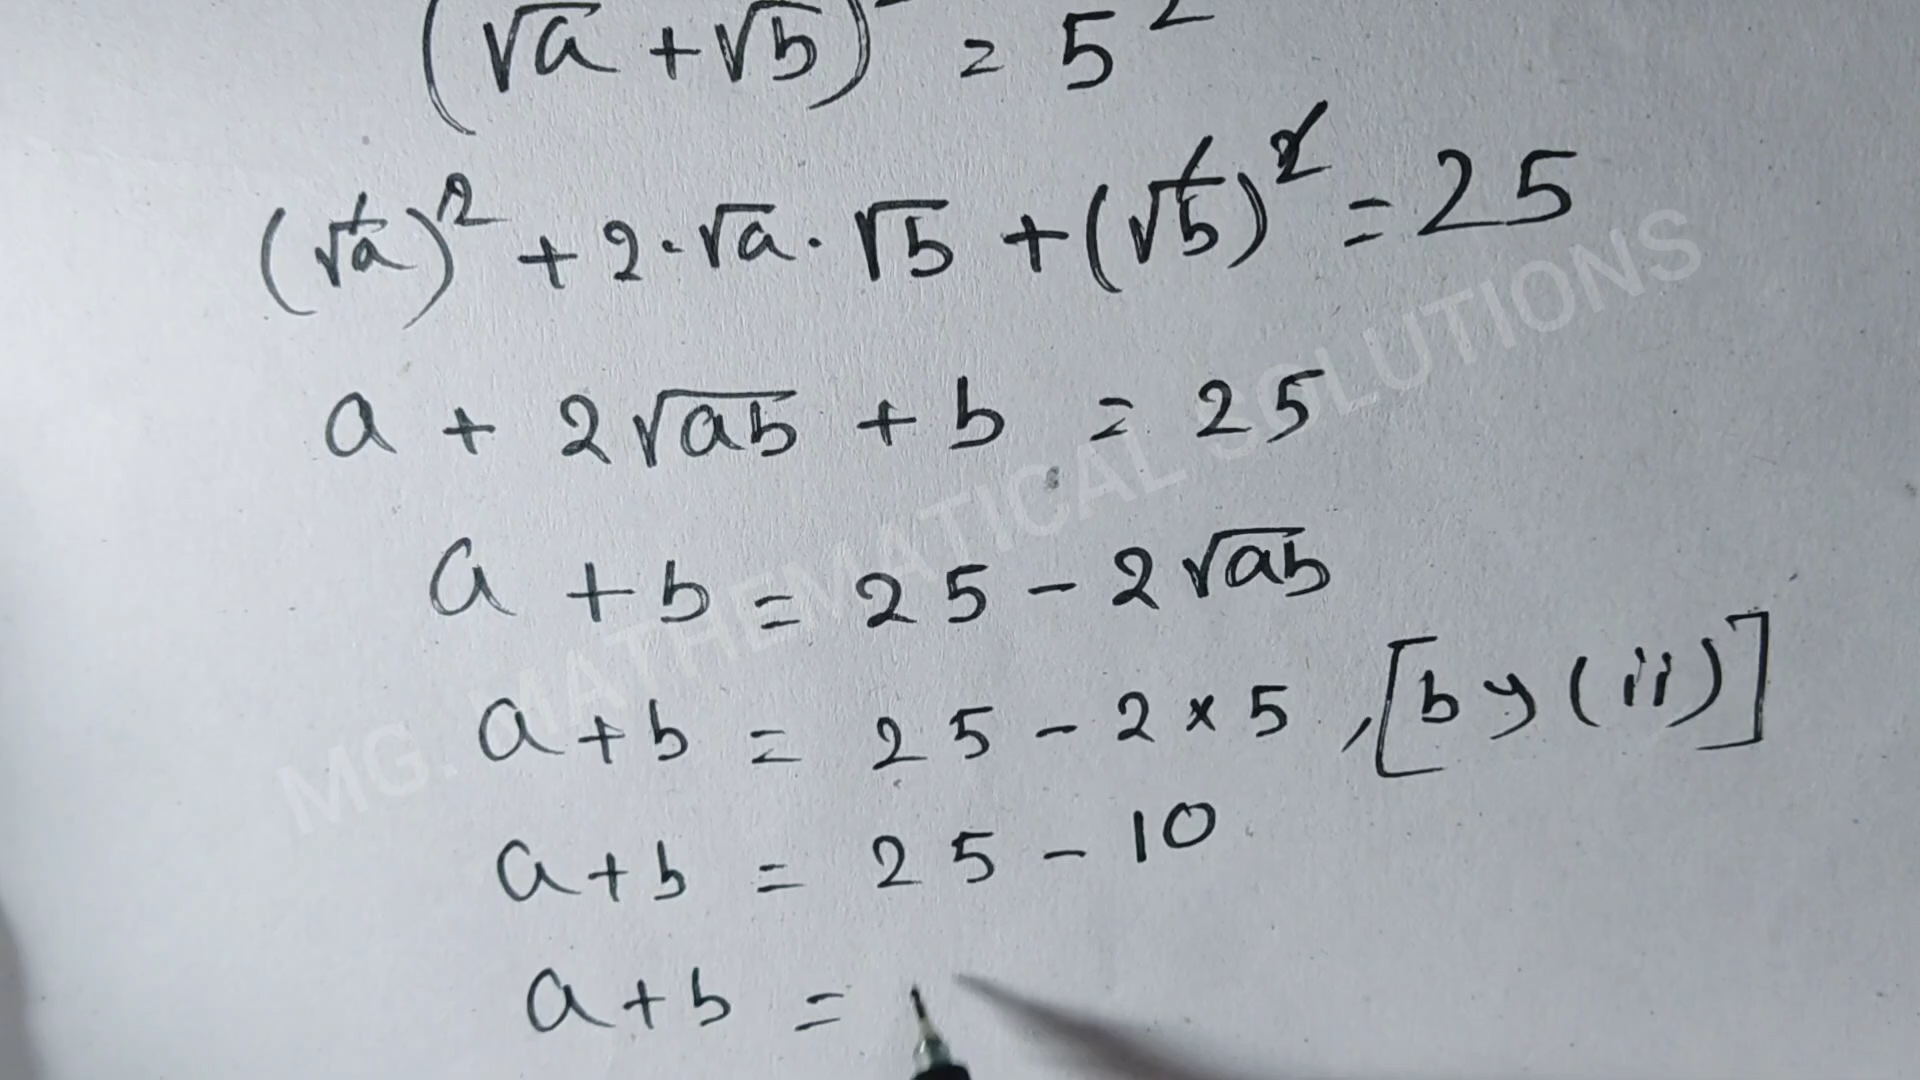 (√a + √b)² = 5²
(√a)² + 2·√a·√b + (√b)² = 25
a + 2√ab + b = 25
a + b = 25 - 2√ab
a + b = 25 - 2 × 5, [by (ii)]
a + b = 25 - 10
a + b =
MG. MATHEMATICAL SOLUTIONS